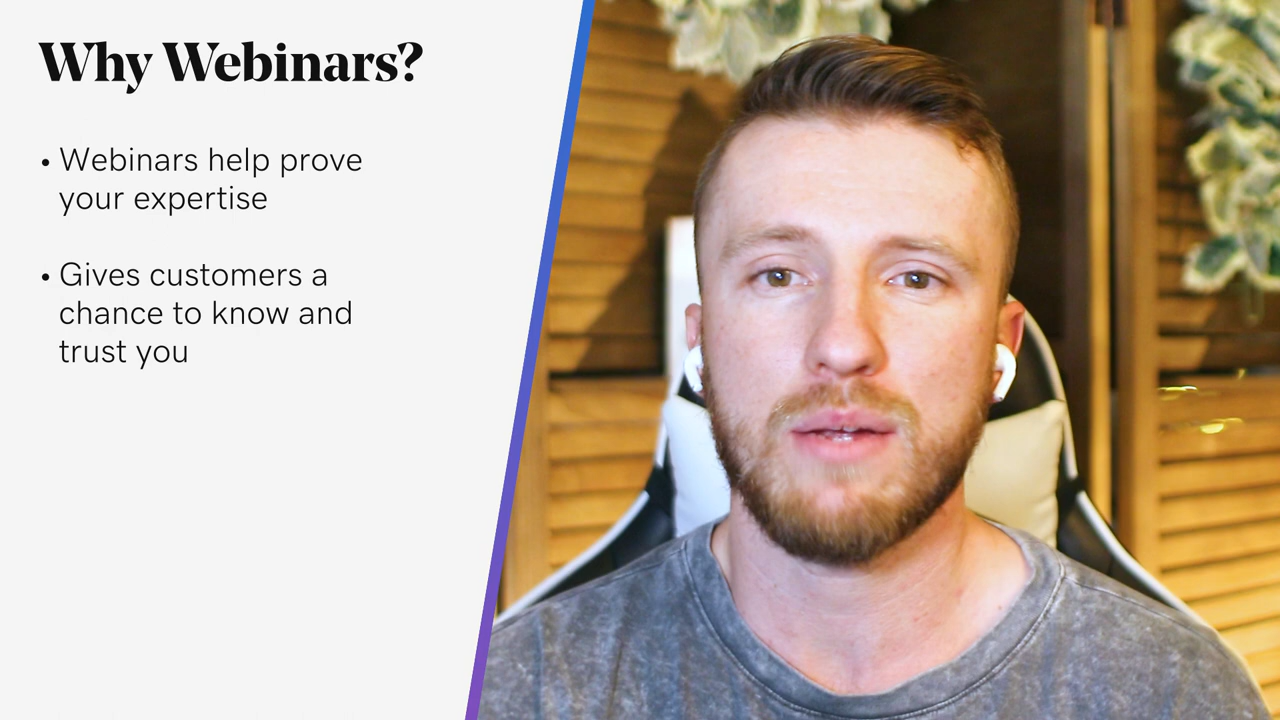 Why Webinars?
• Webinars help prove
your expertise
• Gives customers a
chance to know and
trust you